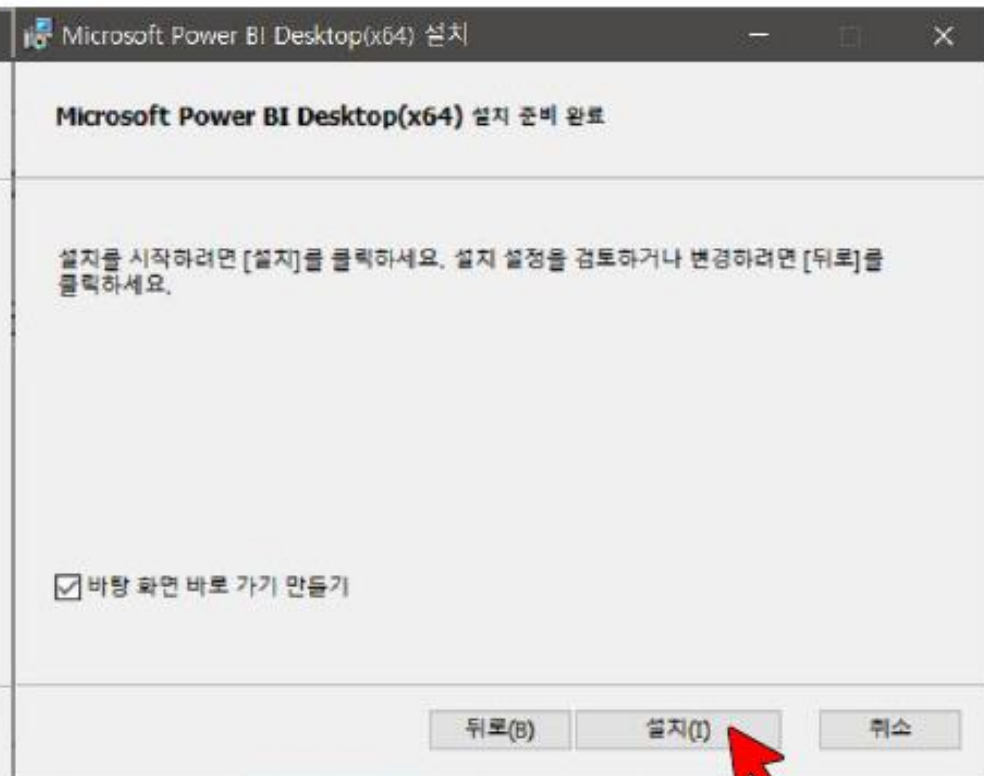 Microsoft Power BI Desktop(x64) 설치
Microsoft Power BI Desktop(x64) 설치 준비 완료
설치를 시작하려면 [설치]를 클릭하세요. 설치 설정을 검토하거나 변경하려면 [뒤로]를
클릭하세요.
바탕 화면 바로 가기 만들기
뒤로(B) 설치(I) 취소